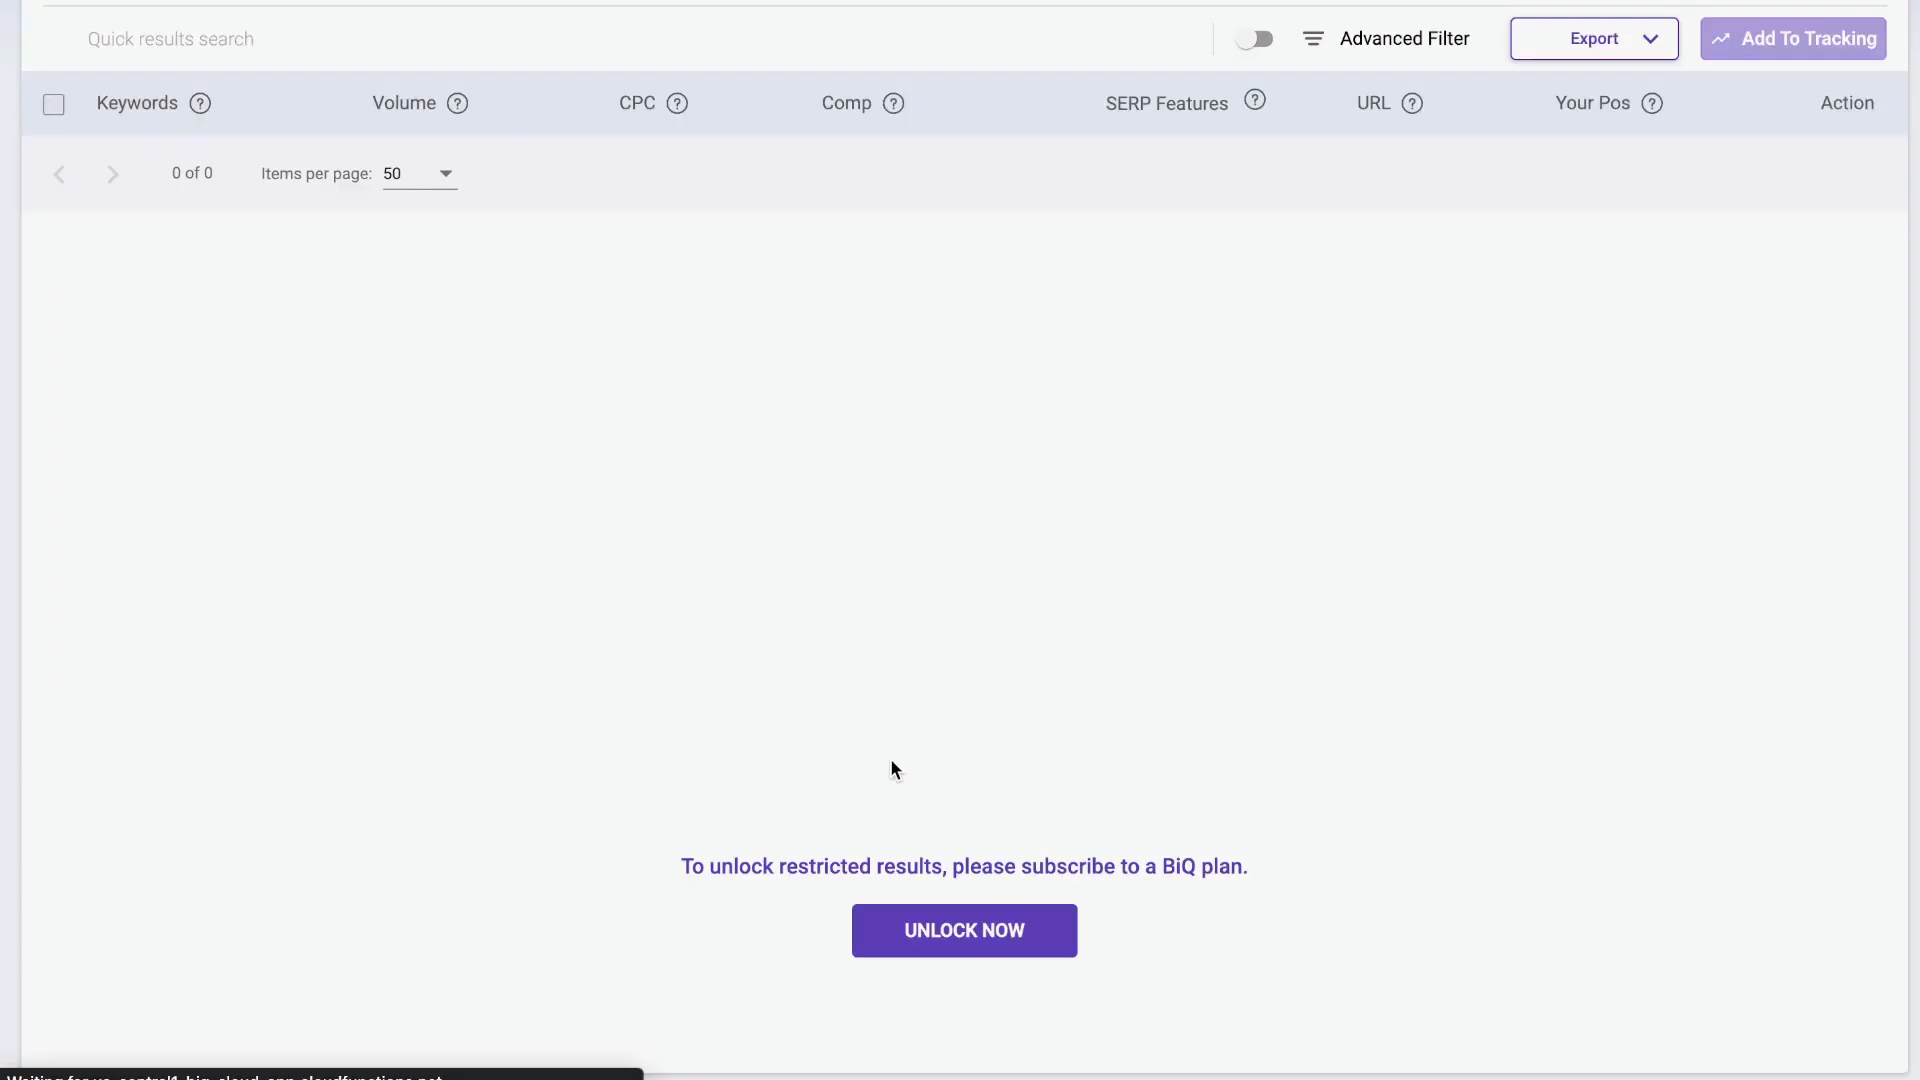 Quick results search
Advanced Filter
Export
Add To Tracking
Keywords
Volume
CPC
Comp
SERP Features
URL
Your Pos
Action
0 of 0
Items per page: 50
To unlock restricted results, please subscribe to a BiQ plan.
UNLOCK NOW